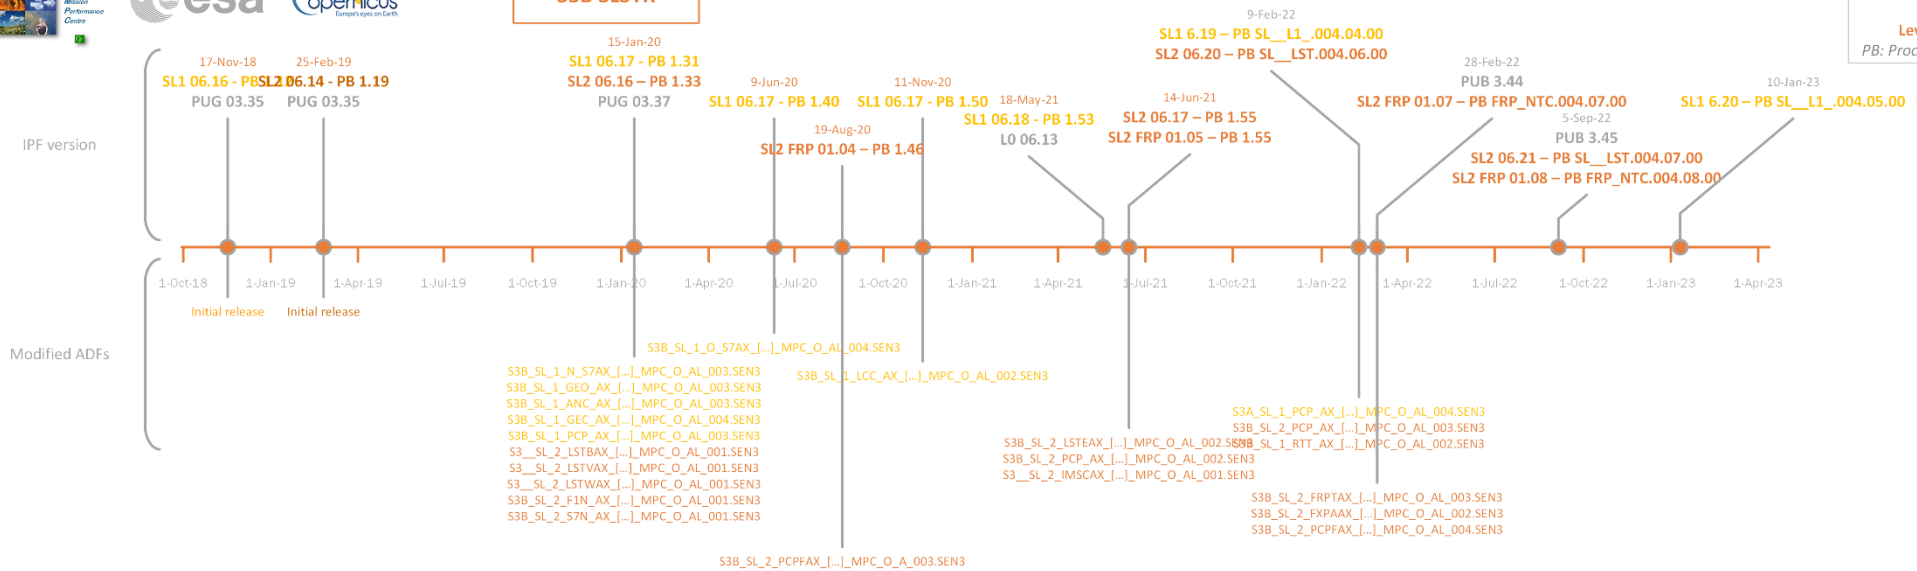 Mission
Performance
Centre
esa
opernicus
Europe's eyes on Earth
Lev
PB: Proc
17-Nov-18
SL1 06.16 - PB
PUG 03.35
25-Feb-19
SL2 06.14 - PB 1.19
PUG 03.35
15-Jan-20
SL1 06.17 - PB 1.31
SL2 06.16 – PB 1.33
PUG 03.37
9-Jun-20
SL1 06.17 - PB 1.40
19-Aug-20
SL2 FRP 01.04 – PB 1.46
11-Nov-20
SL1 06.17 - PB 1.50
18-May-21
SL1 06.18 - PB 1.53
L0 06.13
14-Jun-21
SL2 06.17 – PB 1.55
SL2 FRP 01.05 – PB 1.55
9-Feb-22
SL1 6.19 – PB SL__L1_.004.04.00
SL2 06.20 – PB SL__LST.004.06.00
28-Feb-22
PUB 3.44
SL2 FRP 01.07 – PB FRP_NTC.004.07.00
5-Sep-22
PUB 3.45
SL2 06.21 – PB SL__LST.004.07.00
SL2 FRP 01.08 – PB FRP_NTC.004.08.00
10-Jan-23
SL1 6.20 – PB SL__L1_.004.05.00
IPF version
1-Oct-18
1-Jan-19
1-Apr-19
1-Jul-19
1-Oct-19
1-Jan-20
1-Apr-20
1-Jul-20
1-Oct-20
1-Jan-21
1-Apr-21
1-Jul-21
1-Oct-21
1-Jan-22
1-Apr-22
1-Jul-22
1-Oct-22
1-Jan-23
1-Apr-23
Modified ADFs
Initial release
Initial release
S3B_SL_1_N_S7AX_[...]_MPC_O_AL_003.SEN3
S3B_SL_1_GEO_AX_[...]_MPC_O_AL_003.SEN3
S3B_SL_1_ANC_AX_[...]_MPC_O_AL_003.SEN3
S3B_SL_1_GEC_AX_[...]_MPC_O_AL_004.SEN3
S3B_SL_1_PCP_AX_[...]_MPC_O_AL_003.SEN3
S3__SL_2_LSTBAX_[...]_MPC_O_AL_001.SEN3
S3__SL_2_LSTVAX_[...]_MPC_O_AL_001.SEN3
S3__SL_2_LSTWAX_[...]_MPC_O_AL_001.SEN3
S3B_SL_2_F1N_AX_[...]_MPC_O_AL_001.SEN3
S3B_SL_2_S7N_AX_[...]_MPC_O_AL_001.SEN3
S3B_SL_1_O_S7AX_[...]_MPC_O_AL_004.SEN3
S3B_SL_2_PCPFAX_[...]_MPC_O_A_003.SEN3
S3B_SL_1_LCC_AX_[...]_MPC_O_AL_002.SEN3
S3B_SL_2_LSTEAX_[...]_MPC_O_AL_002.SEN3
S3B_SL_2_PCP_AX_[...]_MPC_O_AL_002.SEN3
S3__SL_2_IMSCAX_[...]_MPC_O_AL_001.SEN3
S3A_SL_1_PCP_AX_[...]_MPC_O_AL_004.SEN3
S3B_SL_2_PCP_AX_[...]_MPC_O_AL_003.SEN3
S3B_SL_1_RTT_AX_[...]_MPC_O_AL_002.SEN3
S3B_SL_2_FRPTAX_[...]_MPC_O_AL_003.SEN3
S3B_SL_2_FXPAAX_[...]_MPC_O_AL_002.SEN3
S3B_SL_2_PCPFAX_[...]_MPC_O_AL_004.SEN3